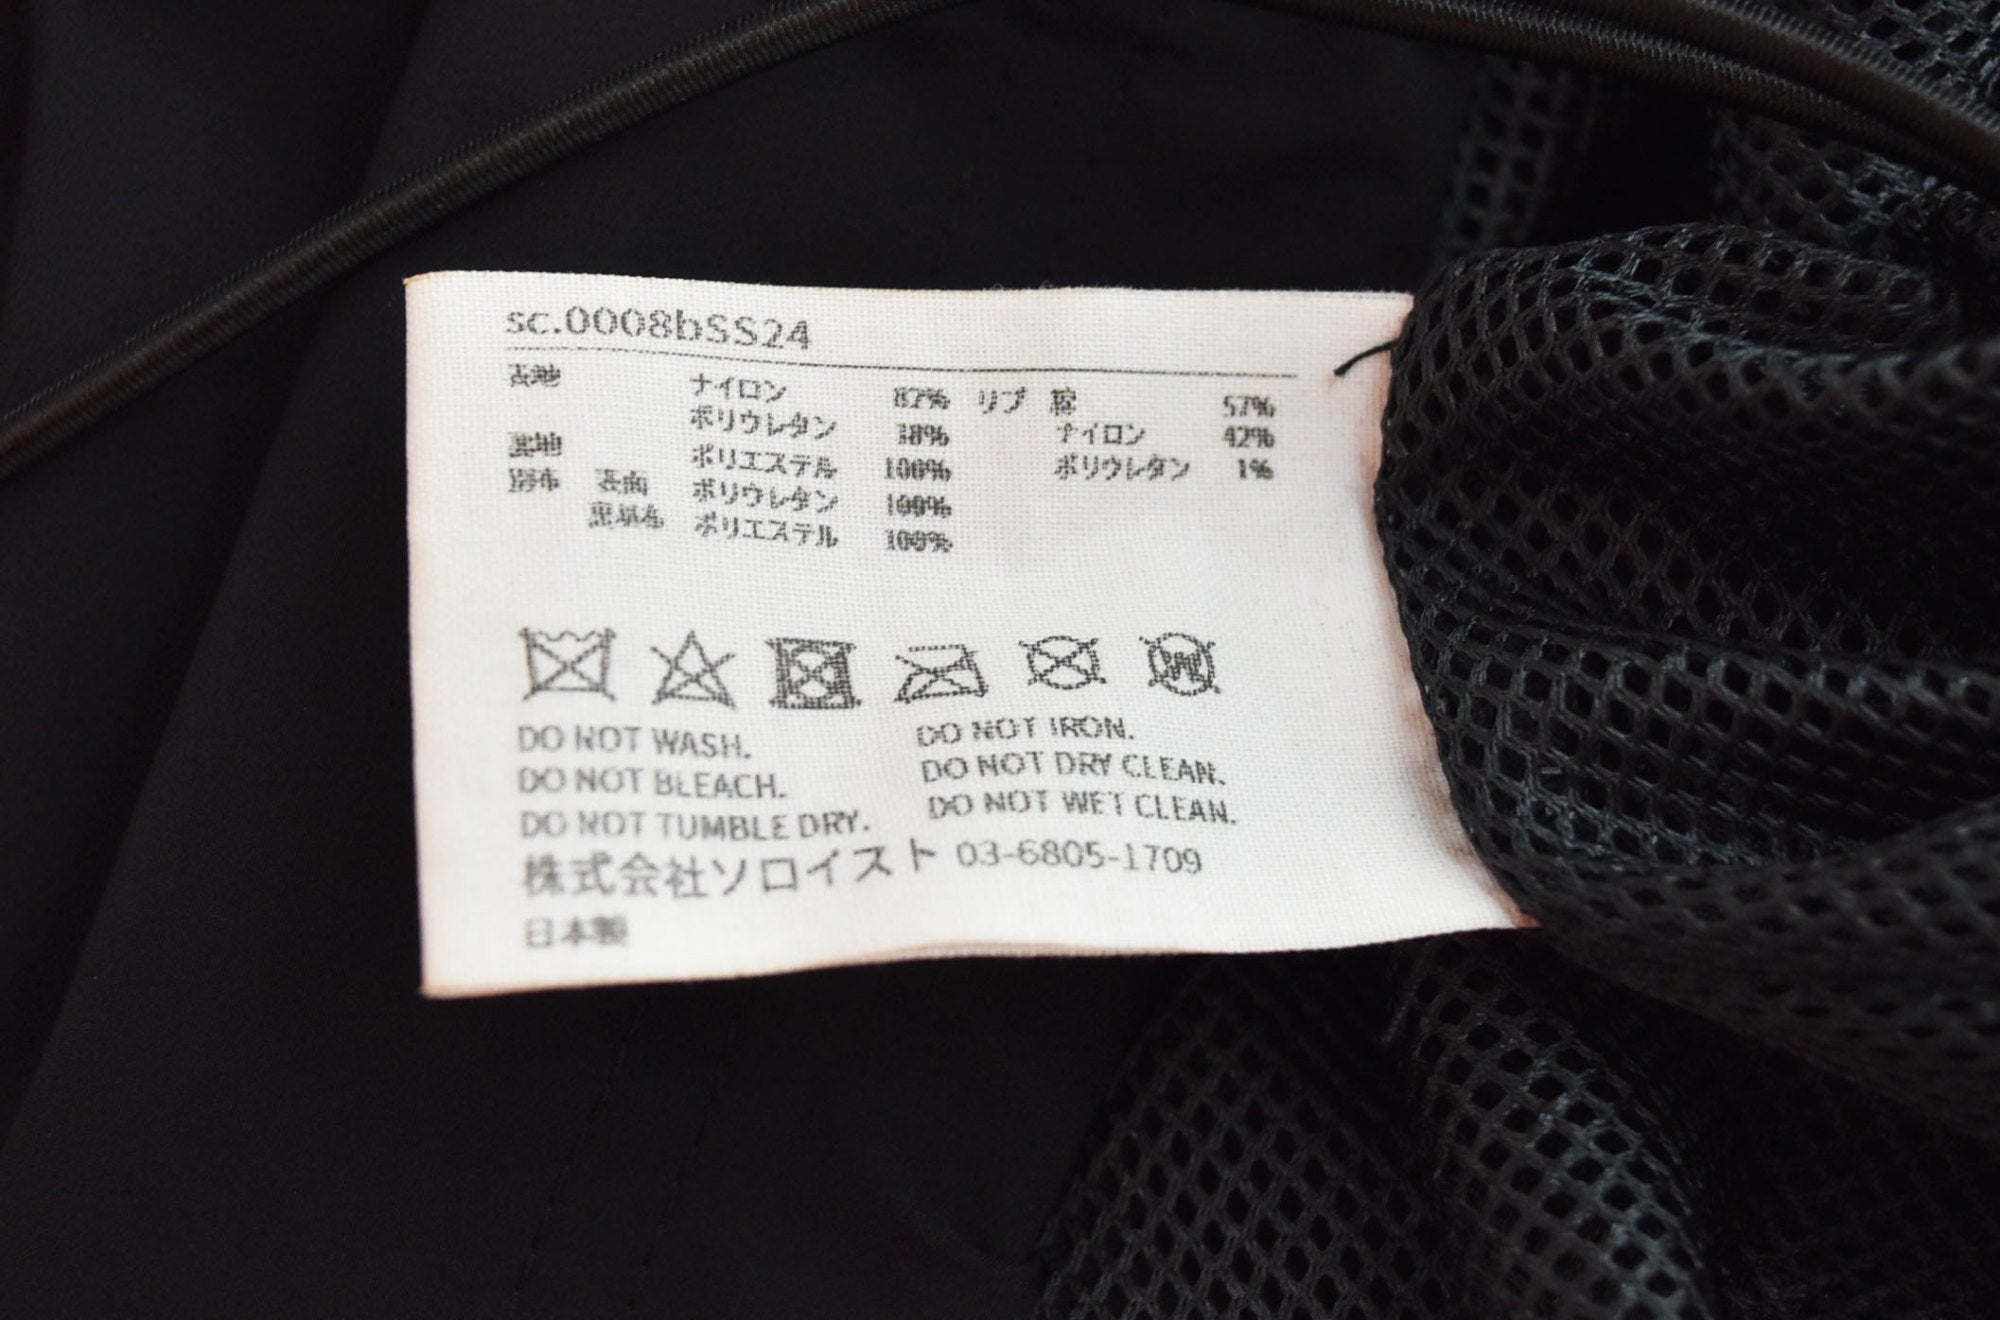 sc.0008bSS24
表地 ナイロン 82% リブ 綿 57%
ポリウレタン 18% ナイロン 42%
裏地 ポリエステル 100% ポリウレタン 1%
別布 表面 ポリウレタン 100%
裏基布 ポリエステル 100%
DO NOT WASH. DO NOT IRON.
DO NOT BLEACH. DO NOT DRY CLEAN.
DO NOT TUMBLE DRY. DO NOT WET CLEAN.
株式会社ソロイスト 03-6805-1709
日本製